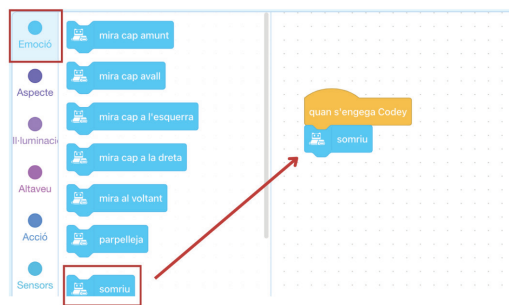 Emoció
Aspecte
Il·luminaci
Altaveu
Acció
Sensors
mira cap amunt
mira cap avall
mira cap a l'esquerra
mira cap a la dreta
mira al voltant
parpelleja
somriu
quan s'engega Codey
somriu